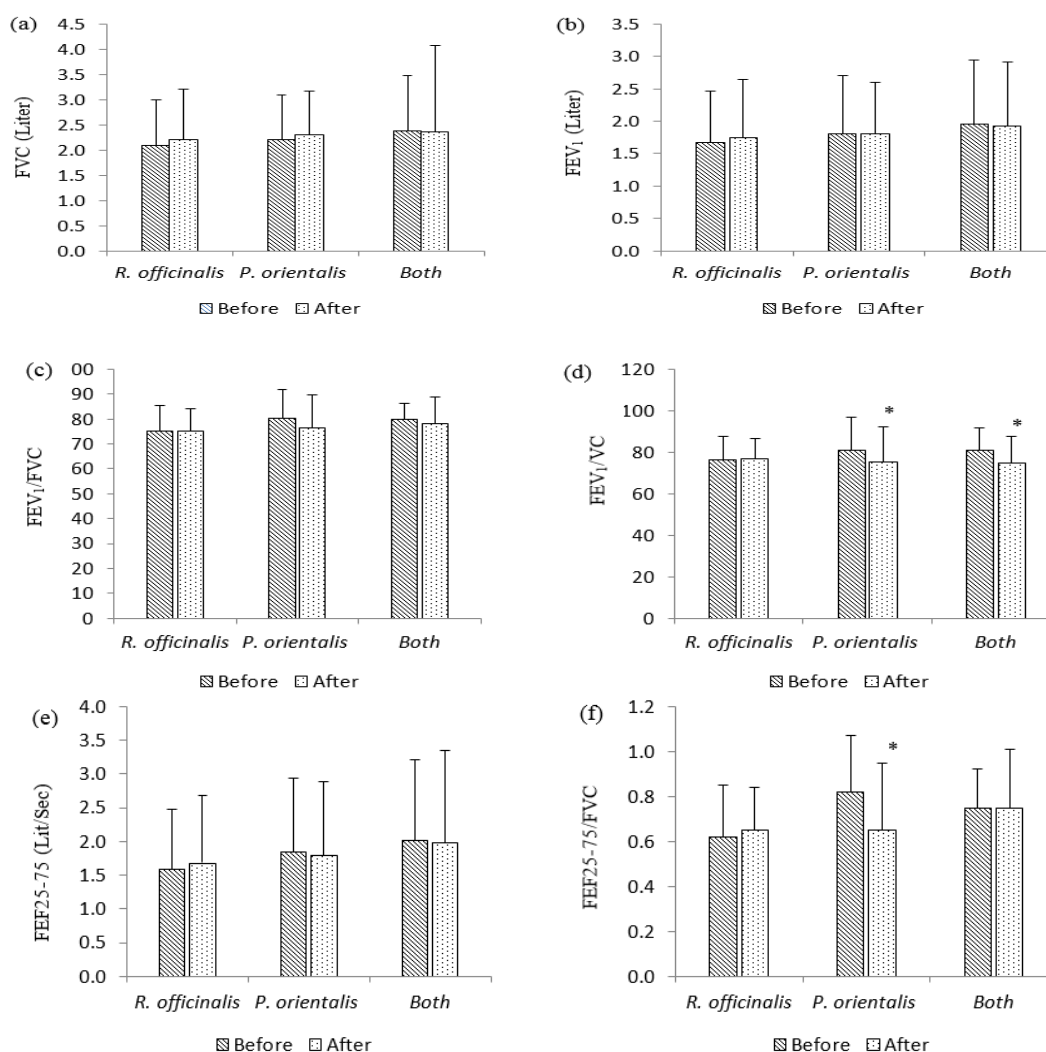 (a)
FVC (Liter)
4.5
4.0
3.5
3.0
2.5
2.0
1.5
1.0
0.5
0.0
R. officinalis P. orientalis Both
Before After
(b)
FEV₁ (Liter)
3.5
3.0
2.5
2.0
1.5
1.0
0.5
0.0
R. officinalis P. orientalis Both
Before After
(c)
FEV₁/FVC
00
90
80
70
60
50
40
30
20
10
0
R. officinalis P. orientalis Both
Before After
(d)
FEV₁/VC
120
100
80
60
40
20
0
* *
R. officinalis P. orientalis Both
Before After
(e)
FEF25-75 (Lit/Sec)
4.0
3.5
3.0
2.5
2.0
1.5
1.0
0.5
0.0
R. officinalis P. orientalis Both
Before After
(f)
FEF25-75/FVC
1.2
1.0
0.8
0.6
0.4
0.2
0.0
*
R. officinalis P. orientalis Both
Before After